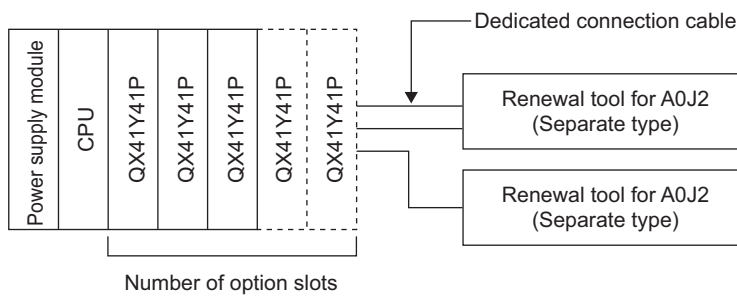 Dedicated connection cable
Power supply module
CPU
QX41Y41P
QX41Y41P
QX41Y41P
QX41Y41P
QX41Y41P
Renewal tool for A0J2
(Separate type)
Renewal tool for A0J2
(Separate type)
Number of option slots